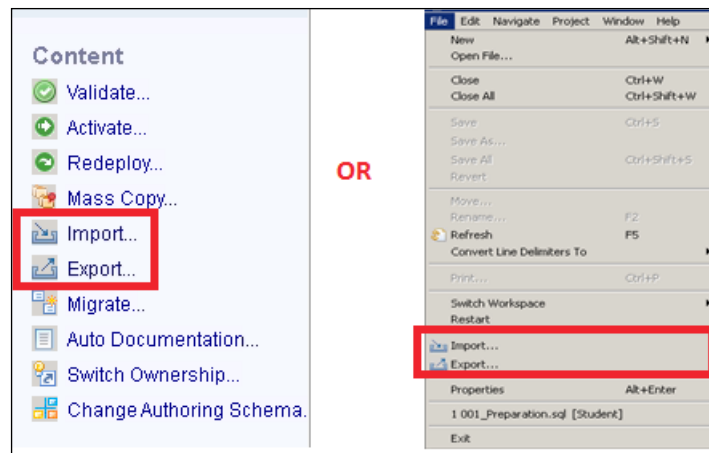 Content
Validate...
Activate...
Redeploy...
Mass Copy...
Import...
Export...
Migrate...
Auto Documentation...
Switch Ownership...
Change Authoring Schema.
OR
File Edit Navigate Project Window Help
New Alt+Shift+N
Open File...
Close Ctrl+W
Close All Ctrl+Shift+W
Save Ctrl+S
Save As...
Save All Ctrl+Shift+S
Revert
Move...
Rename... F2
Refresh F5
Convert Line Delimiters To
Print... Ctrl+P
Switch Workspace
Restart
Import...
Export...
Properties Alt+Enter
1 001_Preparation.sql [Student]
Exit